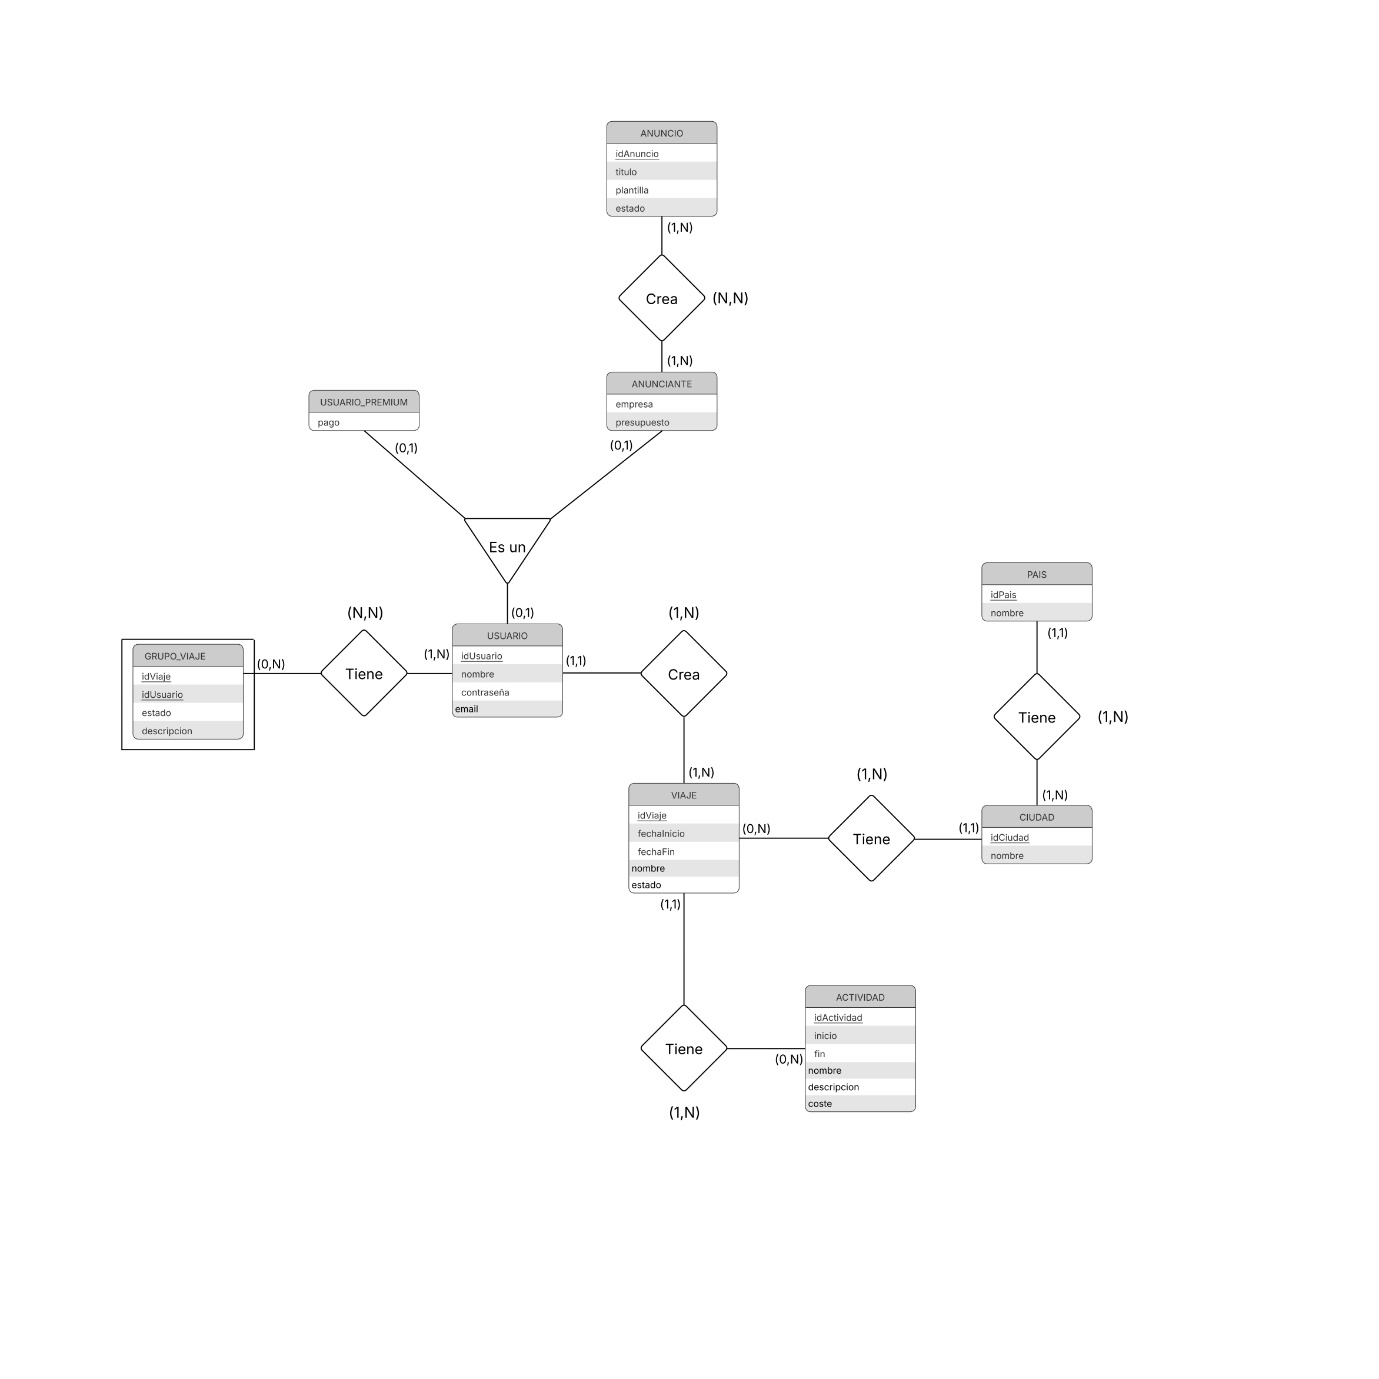 ANUNCIO
idAnuncio
titulo
plantilla
estado
(1,N)
Crea
(N,N)
(1,N)
ANUNCIANTE
empresa
presupuesto
(0,1)
USUARIO_PREMIUM
pago
(0,1)
Es un
(0,1)
USUARIO
idUsuario
nombre
contraseña
email
(N,N)
Tiene
(1,N)
(0,N)
GRUPO_VIAJE
idViaje
idUsuario
estado
descripcion
(1,1)
(1,N)
Crea
(1,N)
VIAJE
idViaje
fechaInicio
fechaFin
nombre
estado
(0,N)
(1,N)
Tiene
(1,1)
PAIS
idPais
nombre
(1,1)
Tiene
(1,N)
(1,N)
CIUDAD
idCiudad
nombre
(1,1)
Tiene
(1,N)
(0,N)
ACTIVIDAD
idActividad
inicio
fin
nombre
descripcion
coste